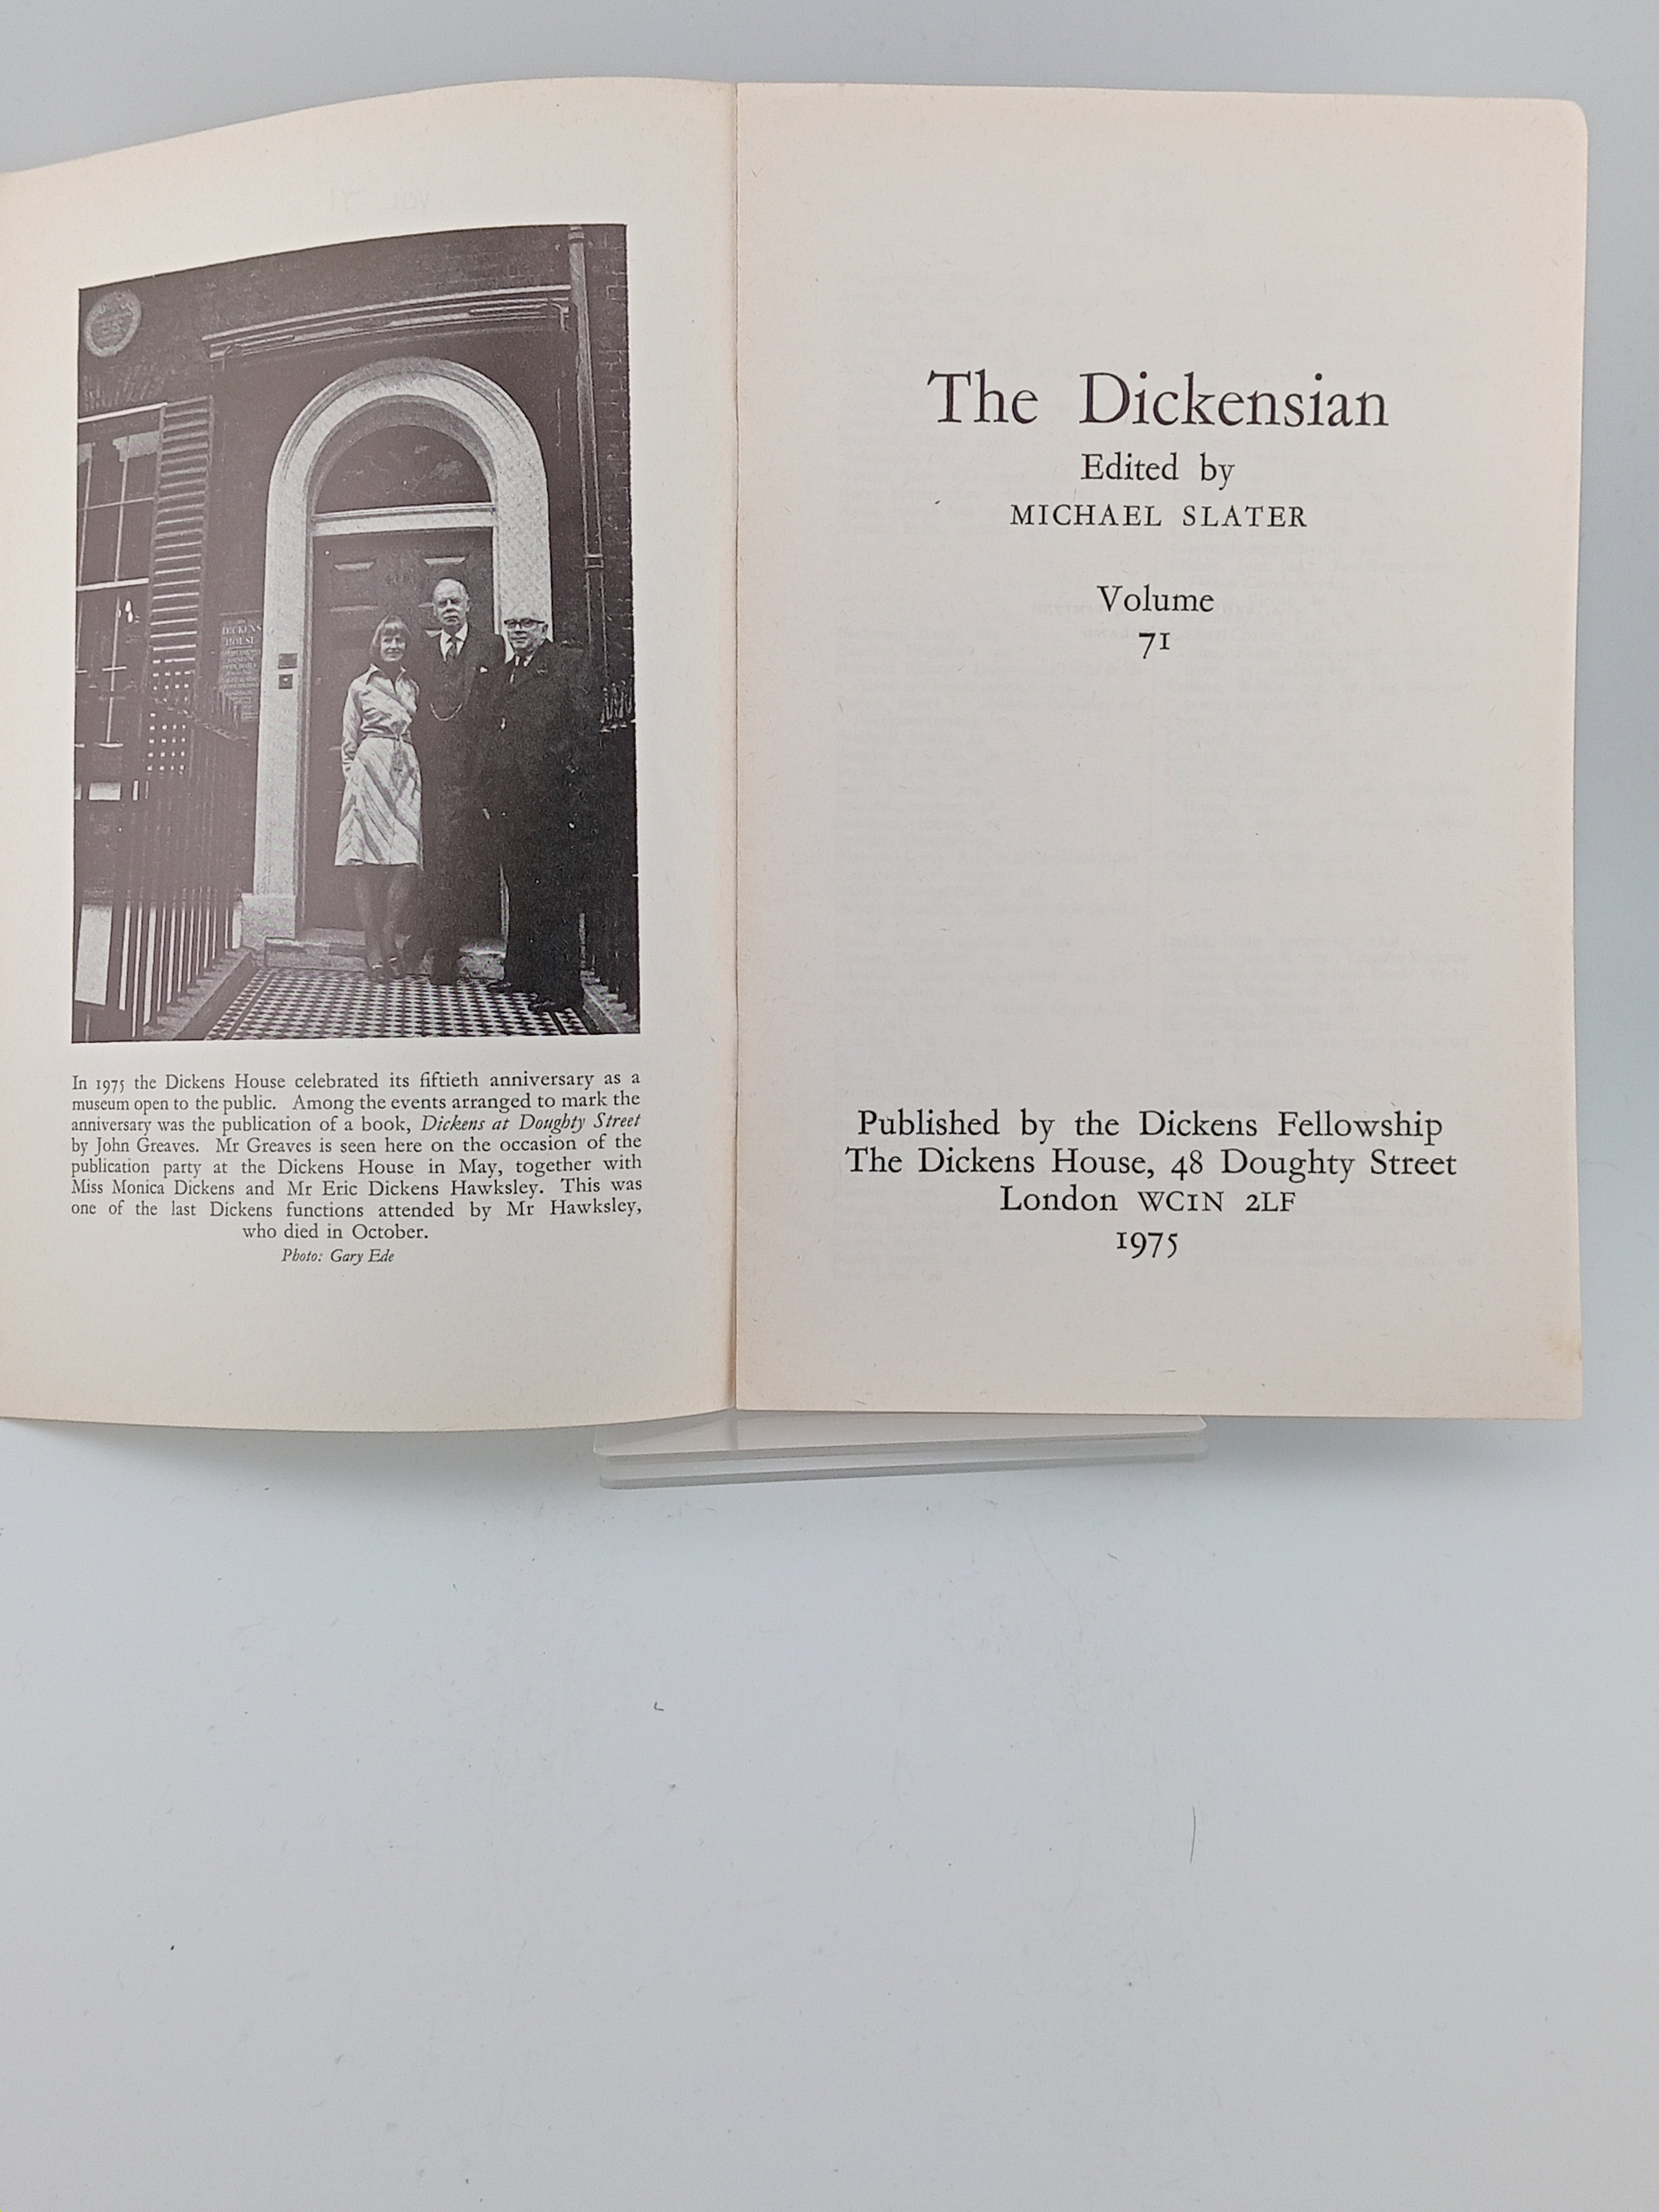 DICKENS
HOUSE
In 1975 the Dickens House celebrated its fiftieth anniversary as a
museum open to the public. Among the events arranged to mark the
anniversary was the publication of a book, Dickens at Doughty Street
by John Greaves. Mr Greaves is seen here on the occasion of the
publication party at the Dickens House in May, together with
Miss Monica Dickens and Mr Eric Dickens Hawksley. This was
one of the last Dickens functions attended by Mr Hawksley,
who died in October.
Photo: Gary Ede
The Dickensian
Edited by
MICHAEL SLATER
Volume
71
Published by the Dickens Fellowship
The Dickens House, 48 Doughty Street
London WC1N 2LF
1975